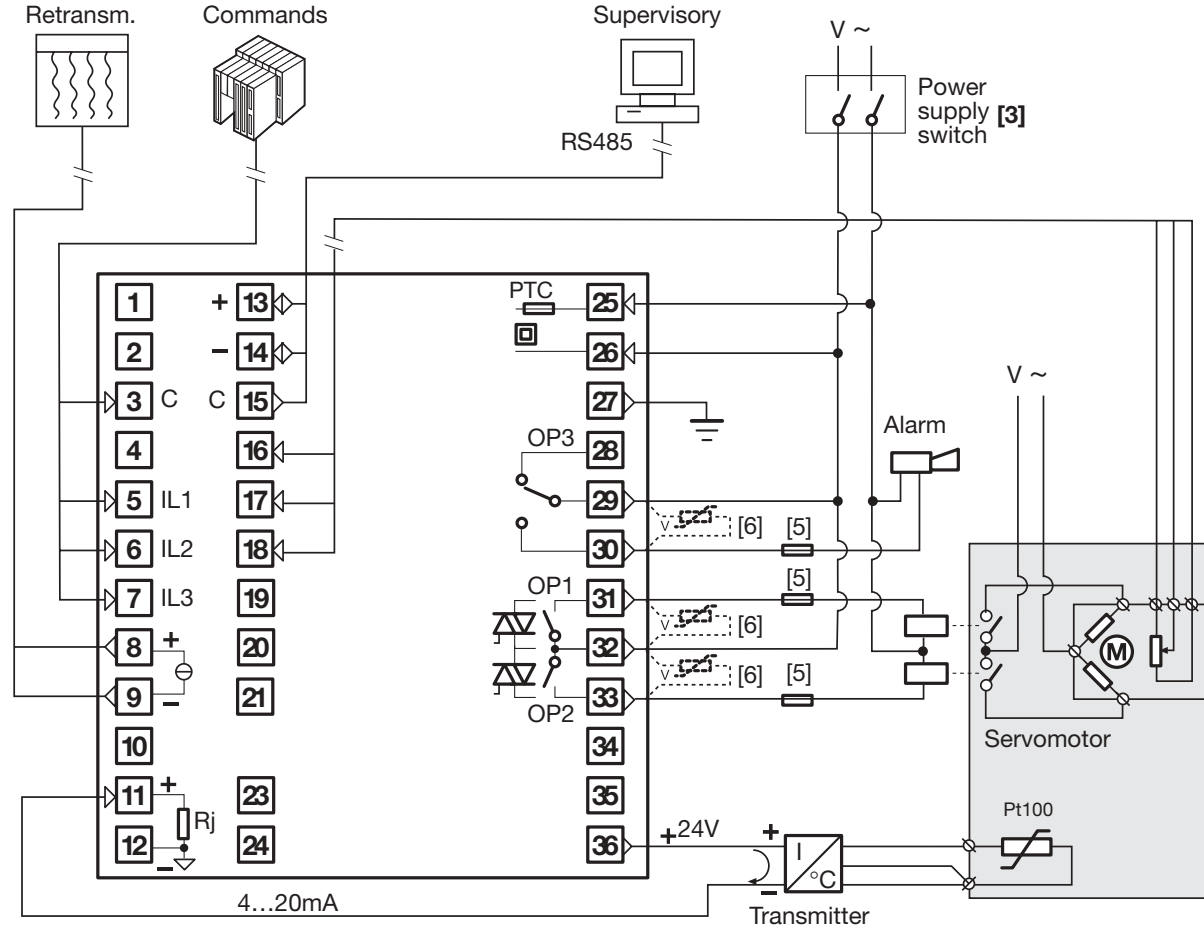 Retransm.
Commands
Supervisory
V ~
Power
supply [3]
switch
RS485
1
2
3 C
4
5 IL1
6 IL2
7 IL3
8 +
9 −
10
11 +
Rj
12 −
+ 13
− 14
C 15
16
17
18
19
20
21
23
24
PTC
25
26
27
OP3 28
29
30
OP1 31
32
33
OP2
34
35
36
V [6] [5]
[5]
V [6]
V [6] [5]
Alarm
V ~
M
Servomotor
Pt100
+24V
+
I
°C
−
Transmitter
4...20mA